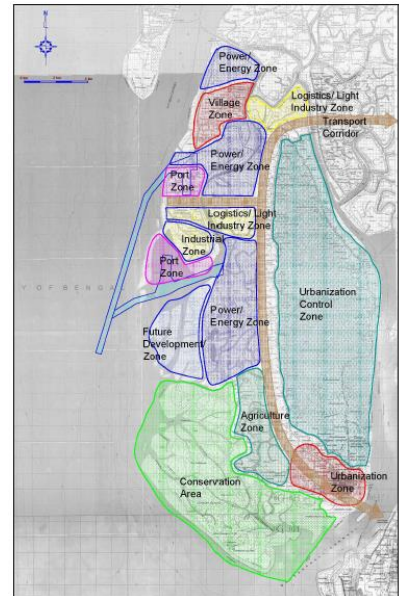 N
Power/
Energy Zone
Logistics/ Light
Industry Zone
Village
Zone
Transport
Corridor
Power/
Energy Zone
Port
Zone
Logistics/ Light
Industry Zone
Industrial
Zone
Port
Zone
Y OF BENGAL
Urbanization
Control
Zone
Power/
Energy Zone
Future
Development/
Zone
Agriculture
Zone
Conservation
Area
Urbanization
Zone